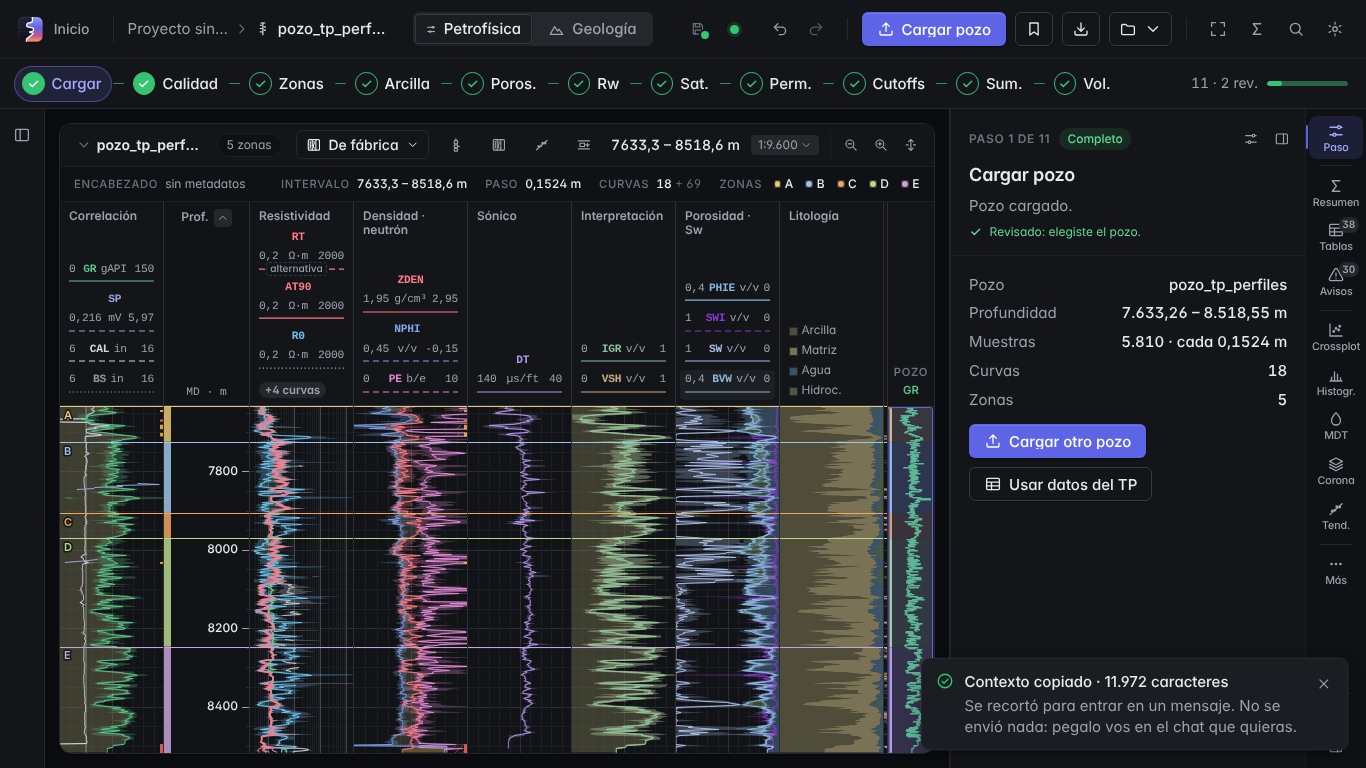 Inicio
Proyecto sin...
pozo_tp_perf...
Petrofísica
Geología
Cargar pozo
Cargar
Calidad
Zonas
Arcilla
Poros.
Rw
Sat.
Perm.
Cutoffs
Sum.
Vol.
11 · 2 rev.
pozo_tp_perf...
5 zonas
De fábrica
7633,3 – 8518,6 m
1:9.600
ENCABEZADO sin metadatos
INTERVALO 7633,3 – 8518,6 m
PASO 0,1524 m
CURVAS 18 + 69
ZONAS A B C D E
Correlación
0 GR gAPI 150
SP
0,216 mV 5,97
6 CAL in 16
6 BS in 16
Prof.
MD · m
Resistividad
RT
0,2 Ω·m 2000
alternativa
AT90
0,2 Ω·m 2000
R0
0,2 Ω·m 2000
+4 curvas
Densidad ·
neutrón
ZDEN
1,95 g/cm³ 2,95
NPHI
0,45 v/v -0,15
0 PE b/e 10
Sónico
DT
140 µs/ft 40
Interpretación
0 IGR v/v 1
0 VSH v/v 1
Porosidad ·
Sw
0,4 PHIE v/v 0
1 SWI v/v 0
1 SW v/v 0
0,4 BVW v/v 0
Litología
Arcilla
Matriz
Agua
Hidroc.
POZO
GR
A
B
C
D
E
7800
8000
8200
8400
PASO 1 DE 11
Completo
Cargar pozo
Pozo cargado.
Revisado: elegiste el pozo.
Pozo pozo_tp_perfiles
Profundidad 7.633,26 – 8.518,55 m
Muestras 5.810 · cada 0,1524 m
Curvas 18
Zonas 5
Cargar otro pozo
Usar datos del TP
Paso
Resumen
38
Tablas
30
Avisos
Crossplot
Histogr.
MDT
Corona
Tend.
Más
Contexto copiado · 11.972 caracteres
Se recortó para entrar en un mensaje. No se
envió nada: pegalo vos en el chat que quieras.